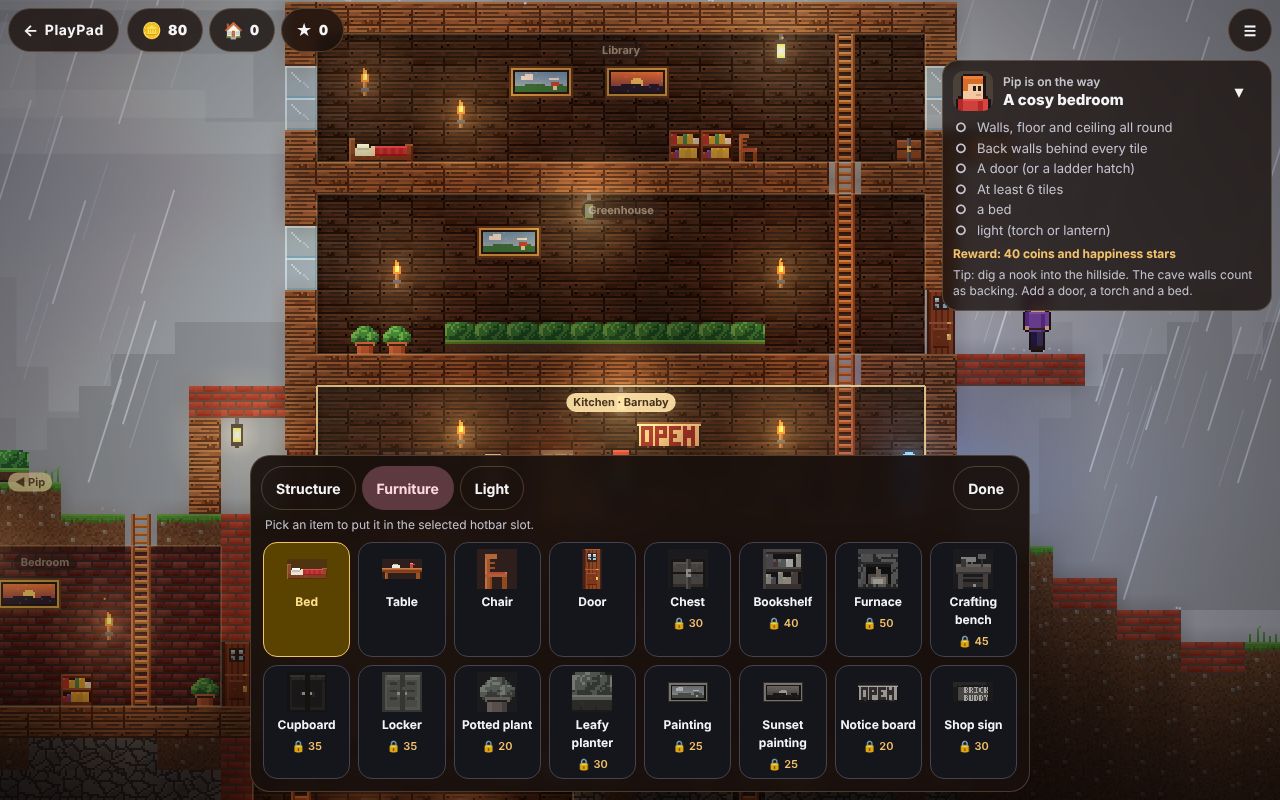 ← PlayPad
80
0
★ 0
Library
Pip is on the way
A cosy bedroom
Walls, floor and ceiling all round
Back walls behind every tile
A door (or a ladder hatch)
At least 6 tiles
a bed
light (torch or lantern)
Reward: 40 coins and happiness stars
Tip: dig a nook into the hillside. The cave walls count
as backing. Add a door, a torch and a bed.
Greenhouse
Kitchen · Barnaby
OPEN
◀ Pip
Bedroom
Structure
Furniture
Light
Done
Pick an item to put it in the selected hotbar slot.
Bed
Table
Chair
Door
Chest
30
Bookshelf
40
Furnace
50
Crafting
bench
45
Cupboard
35
Locker
35
Potted plant
20
Leafy
planter
30
Painting
25
Sunset
painting
25
OPEN
Notice board
20
BRICK
BUDDY
Shop sign
30